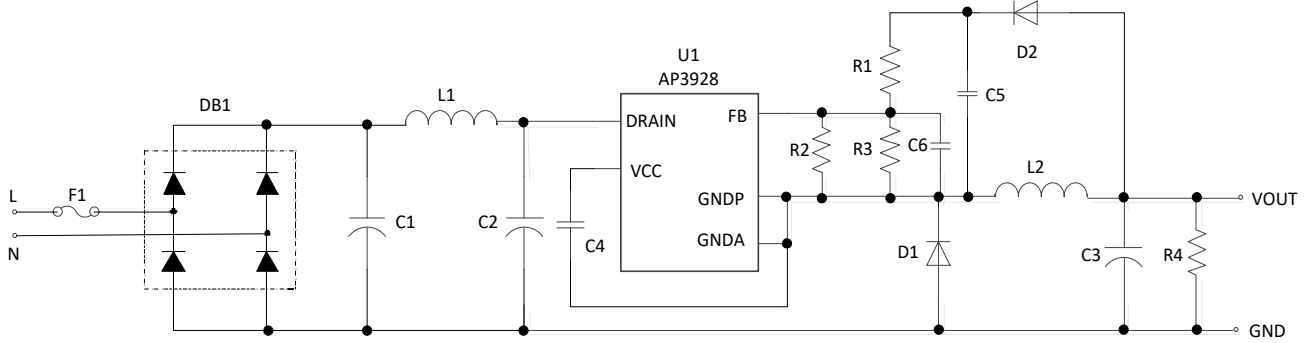 U1
AP3928
D2
R1
C5
DB1
L1
DRAIN
FB
R2
R3
C6
VCC
L2
L
F1
GNDP
VOUT
C1
C2
C4
GNDA
D1
C3
R4
N
GND